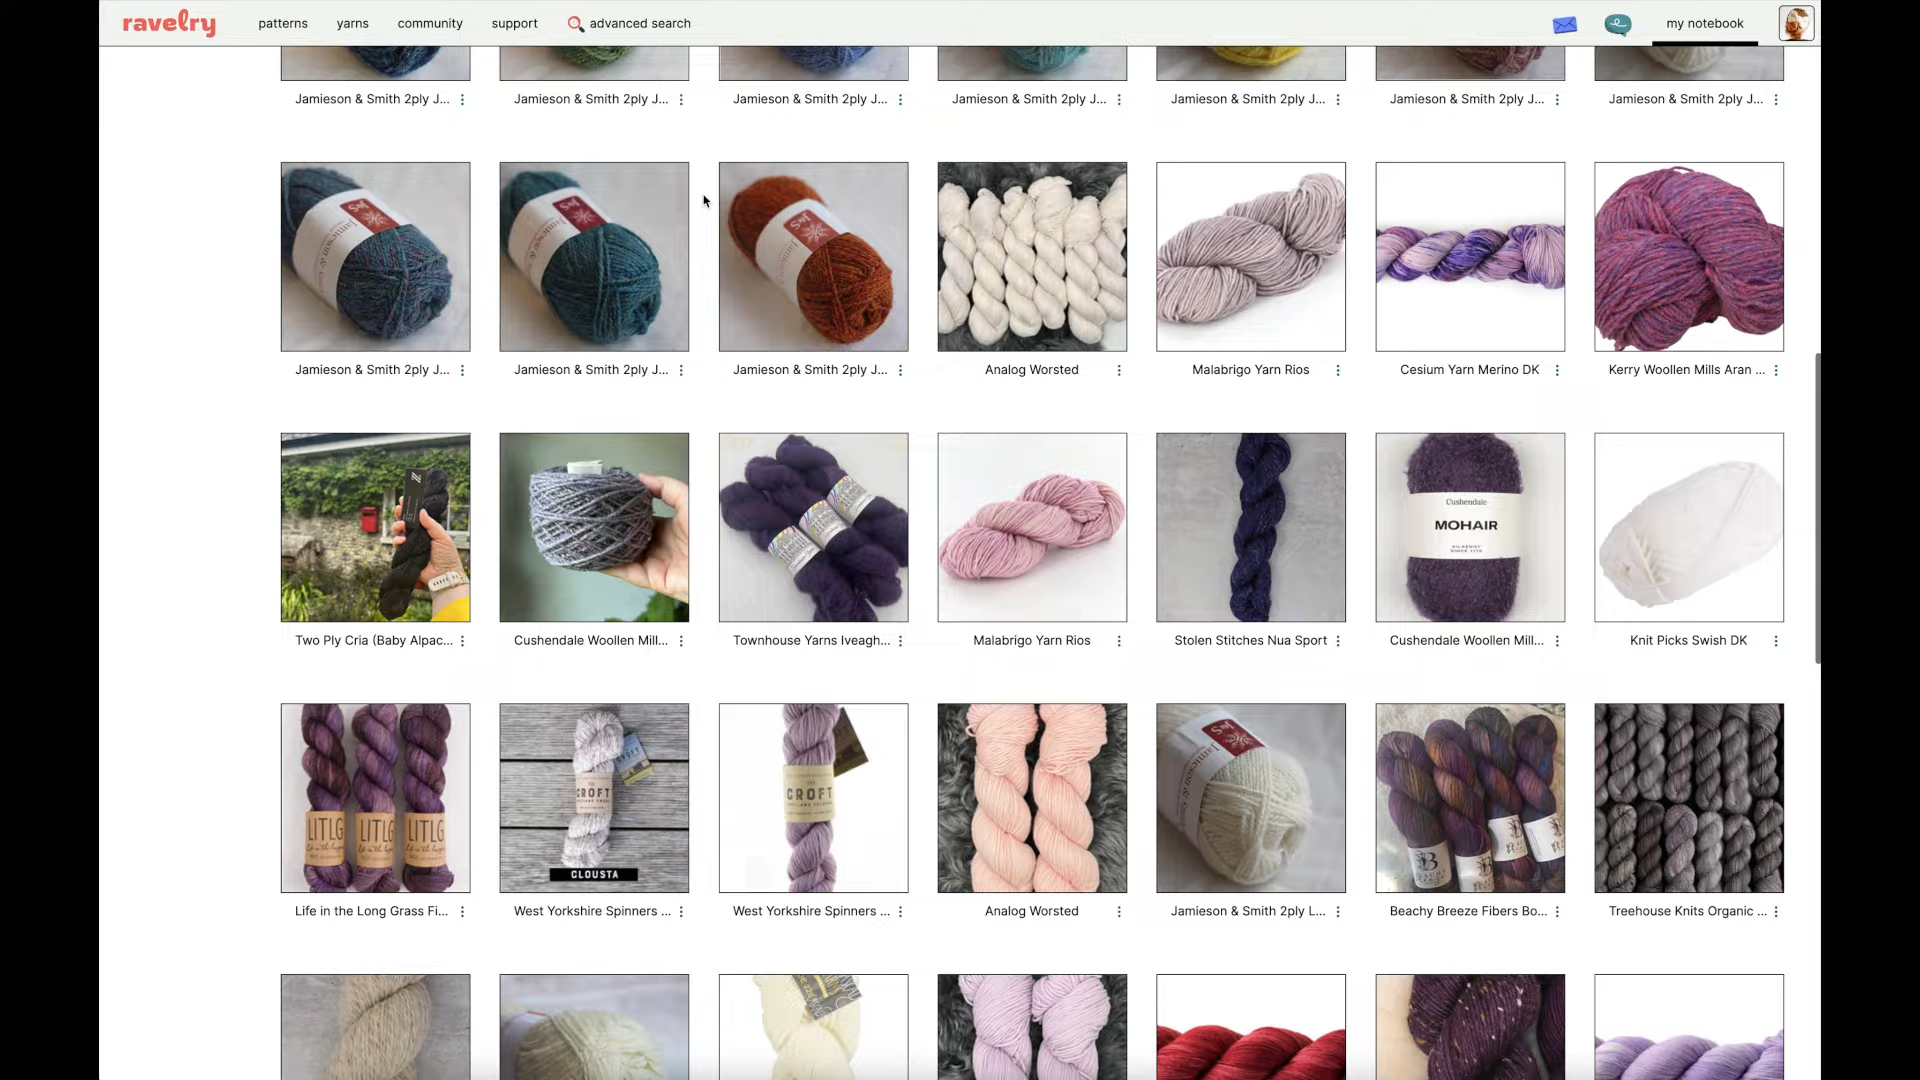 ravelry patterns yarns community support advanced search my notebook
Jamieson & Smith 2ply J... Jamieson & Smith 2ply J... Jamieson & Smith 2ply J... Jamieson & Smith 2ply J... Jamieson & Smith 2ply J... Jamieson & Smith 2ply J... Jamieson & Smith 2ply J...
Jamieson & Smith 2ply J... Jamieson & Smith 2ply J... Jamieson & Smith 2ply J... Analog Worsted Malabrigo Yarn Rios Cesium Yarn Merino DK Kerry Woollen Mills Aran ...
Cushendale
MOHAIR
KILKENNY
SINCE 1778
Two Ply Cria (Baby Alpac... Cushendale Woollen Mill... Townhouse Yarns Iveagh... Malabrigo Yarn Rios Stolen Stitches Nua Sport Cushendale Woollen Mill... Knit Picks Swish DK
LITLG LITLG LITLG
CROFT
CROFT
CLOUSTA
Life in the Long Grass Fi... West Yorkshire Spinners ... West Yorkshire Spinners ... Analog Worsted Jamieson & Smith 2ply L... Beachy Breeze Fibers Bo... Treehouse Knits Organic ...